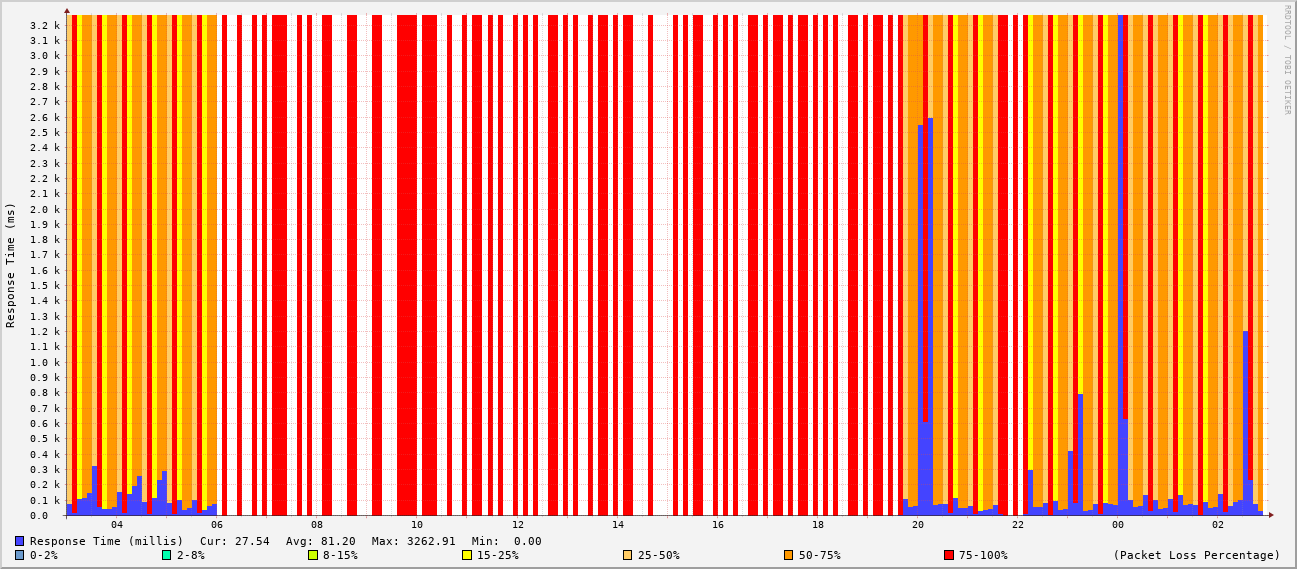 RRDTOOL / TOBI OETIKER
Response Time (ms)
3.2 k
3.1 k
3.0 k
2.9 k
2.8 k
2.7 k
2.6 k
2.5 k
2.4 k
2.3 k
2.2 k
2.1 k
2.0 k
1.9 k
1.8 k
1.7 k
1.6 k
1.5 k
1.4 k
1.3 k
1.2 k
1.1 k
1.0 k
0.9 k
0.8 k
0.7 k
0.6 k
0.5 k
0.4 k
0.3 k
0.2 k
0.1 k
0.0
04 06 08 10 12 14 16 18 20 22 00 02
Response Time (millis) Cur: 27.54 Avg: 81.20 Max: 3262.91 Min: 0.00
0-2% 2-8% 8-15% 15-25% 25-50% 50-75% 75-100% (Packet Loss Percentage)